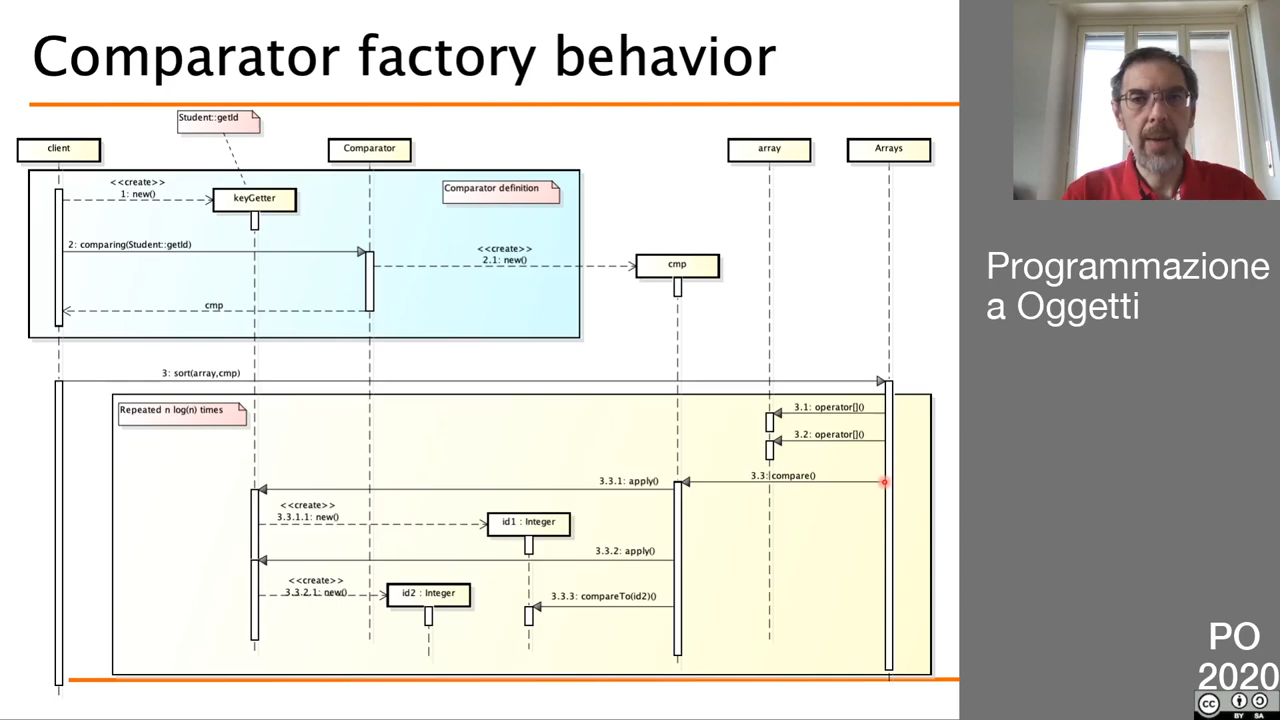 Comparator factory behavior
Student::getId
client
Comparator
array
Arrays
<<create>>
1: new()
keyGetter
Comparator definition
2: comparing(Student::getId)
<<create>>
2.1: new()
cmp
cmp
3: sort(array,cmp)
Repeated n log(n) times
3.1: operator[]()
3.2: operator[]()
3.3: compare()
3.3.1: apply()
<<create>>
3.3.1.1: new()
id1 : Integer
3.3.2: apply()
<<create>>
3.3.2.1: new()
id2 : Integer
3.3.3: compareTo(id2)()
Programmazione
a Oggetti
PO
2020
CC
BY SA